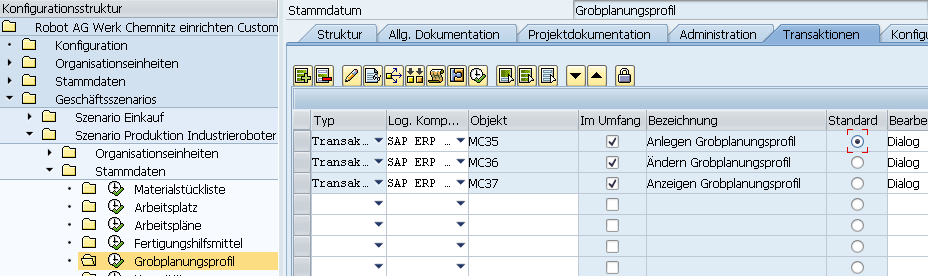 Konfigurationsstruktur
Robot AG Werk Chemnitz einrichten Custom
Konfiguration
Organisationseinheiten
Stammdaten
Geschäftsszenarios
Szenario Einkauf
Szenario Produktion Industrieroboter
Organisationseinheiten
Stammdaten
Materialstückliste
Arbeitsplatz
Arbeitspläne
Fertigungshilfsmittel
Grobplanungsprofil
Stammdatum Grobplanungsprofil
Struktur Allg. Dokumentation Projektdokumentation Administration Transaktionen Konfig
Typ Log. Komp... Objekt Im Umfang Bezeichnung Standard Bearbe
Transak... SAP ERP ... MC35 Anlegen Grobplanungsprofil Dialog
Transak... SAP ERP ... MC36 Ändern Grobplanungsprofil Dialog
Transak... SAP ERP ... MC37 Anzeigen Grobplanungsprofil Dialog